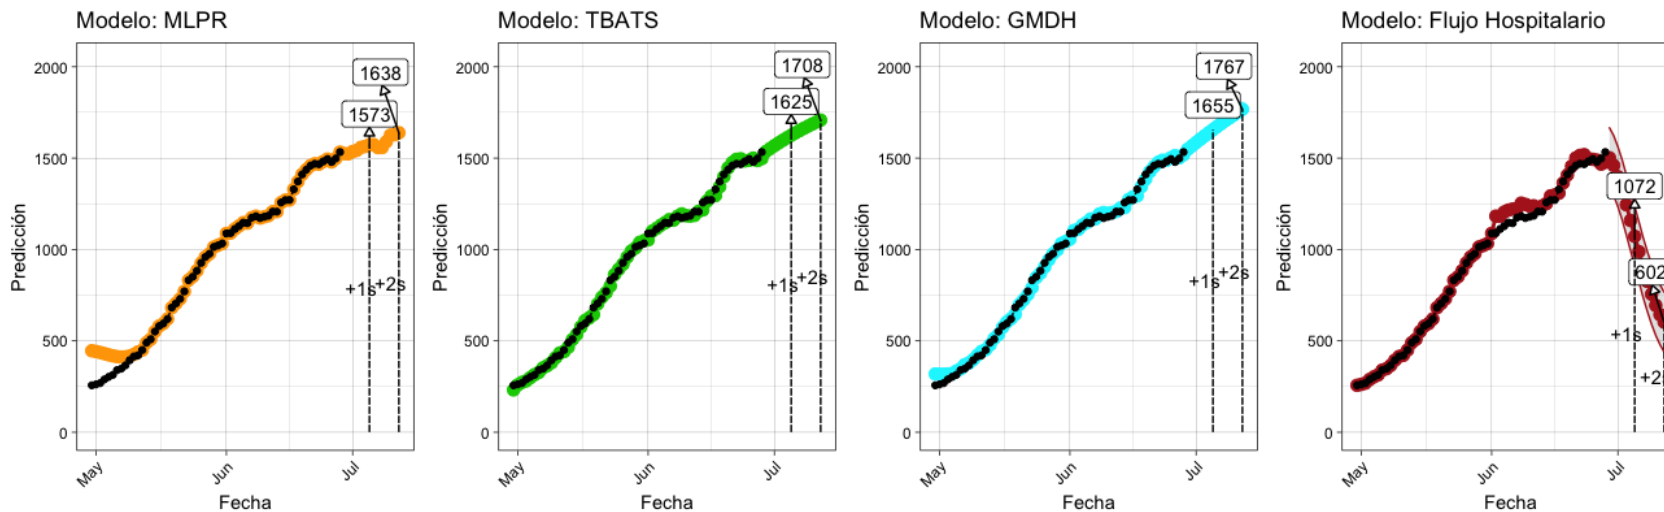 Modelo: MLPR
2000
1500
1000
500
0
Predicción
1638
1573
+1s
+2s
May
Jun
Jul
Fecha
Modelo: TBATS
2000
1500
1000
500
0
Predicción
1708
1625
+1s
+2s
May
Jun
Jul
Fecha
Modelo: GMDH
2000
1500
1000
500
0
Predicción
1767
1655
+1s
+2s
May
Jun
Jul
Fecha
Modelo: Flujo Hospitalario
2000
1500
1000
500
0
Predicción
1072
602
+1s
+2
May
Jun
Jul
Fecha